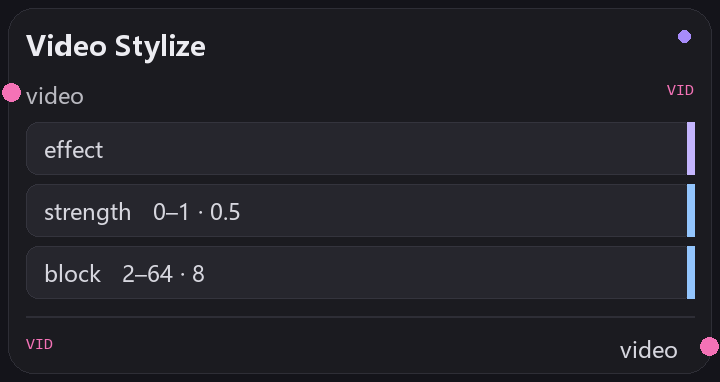 Video Stylize
video VID
effect
strength 0–1 · 0.5
block 2–64 · 8
VID video